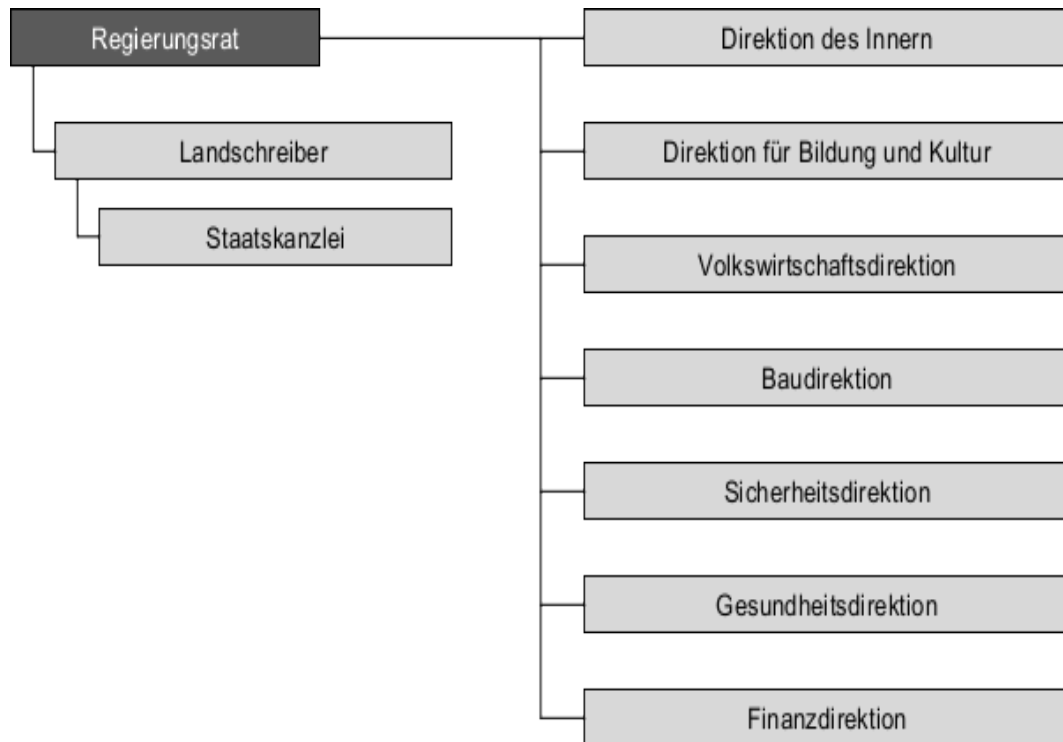 Regierungsrat
Landschreiber
Staatskanzlei
Direktion des Innern
Direktion für Bildung und Kultur
Volkswirtschaftsdirektion
Baudirektion
Sicherheitsdirektion
Gesundheitsdirektion
Finanzdirektion